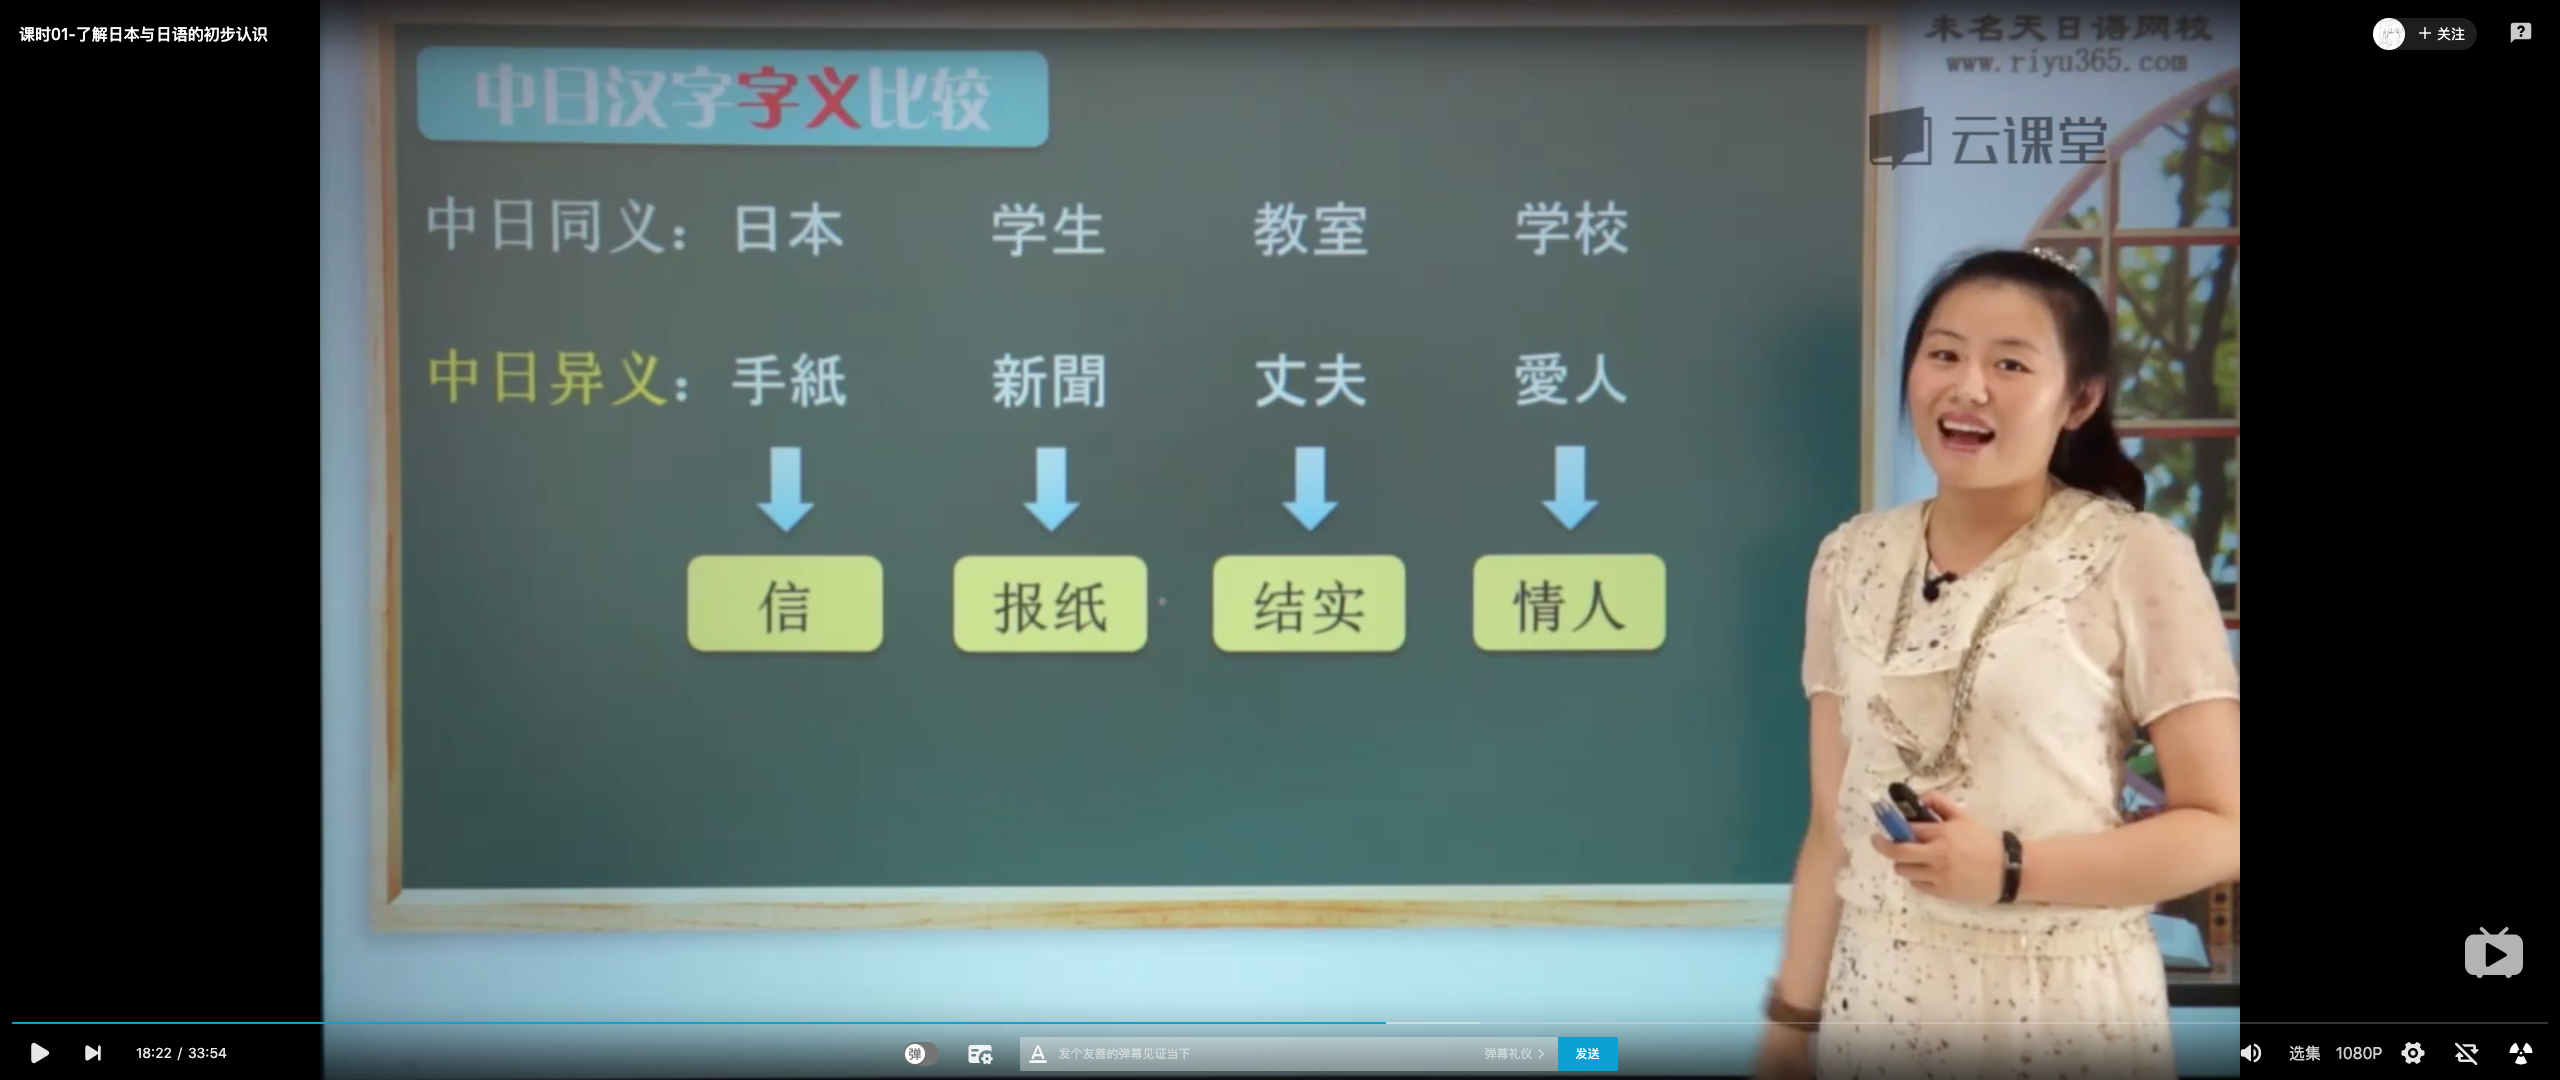 课时01-了解日本与日语的初步认识
未名天日语网校
＋ 关注
www.riyu365.com
中日汉字字义比较
云课堂
中日同义： 日本 学生 教室 学校
中日异义： 手紙 新聞 丈夫 愛人
信 报纸 结实 情人
18:22 / 33:54
弹
发个友善的弹幕见证当下
弹幕礼仪
发送
选集
1080P